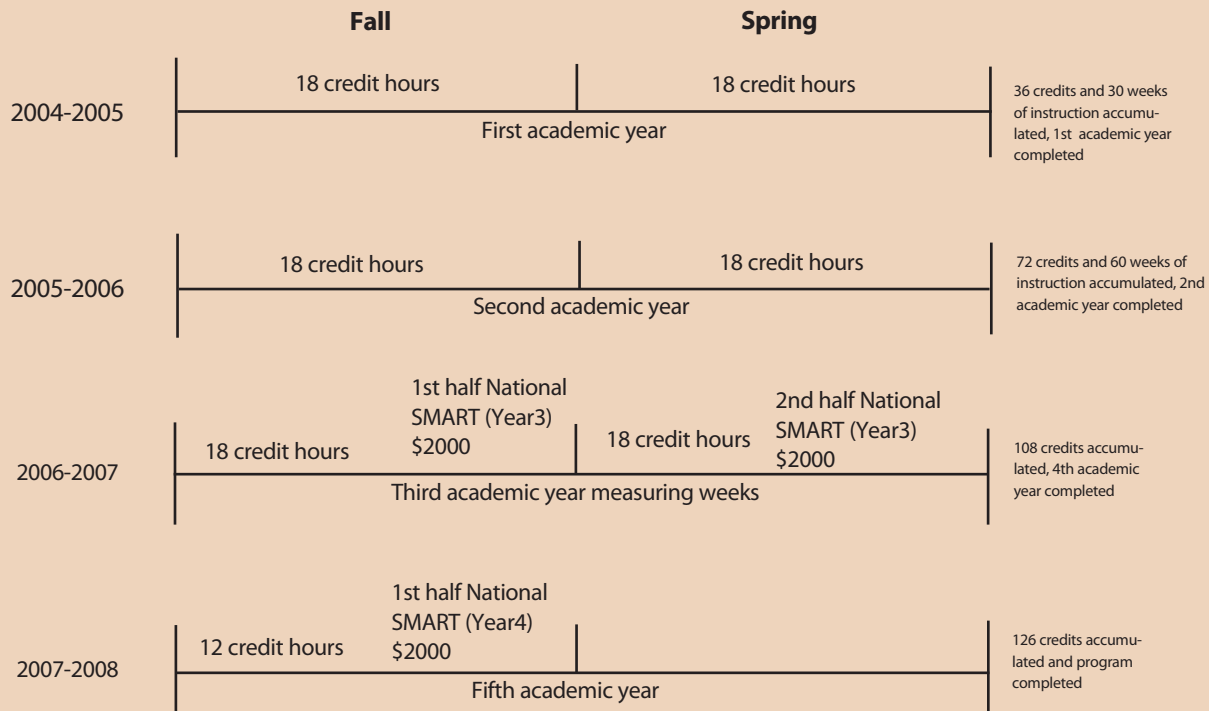 Fall
Spring
2004-2005
18 credit hours
18 credit hours
First academic year
36 credits and 30 weeks
of instruction accumu-
lated, 1st academic year
completed
2005-2006
18 credit hours
18 credit hours
Second academic year
72 credits and 60 weeks of
instruction accumulated, 2nd
academic year completed
2006-2007
18 credit hours
1st half National
SMART (Year3)
$2000
18 credit hours
2nd half National
SMART (Year3)
$2000
Third academic year measuring weeks
108 credits accumu-
lated, 4th academic
year completed
2007-2008
12 credit hours
1st half National
SMART (Year4)
$2000
Fifth academic year
126 credits accumu-
lated and program
completed